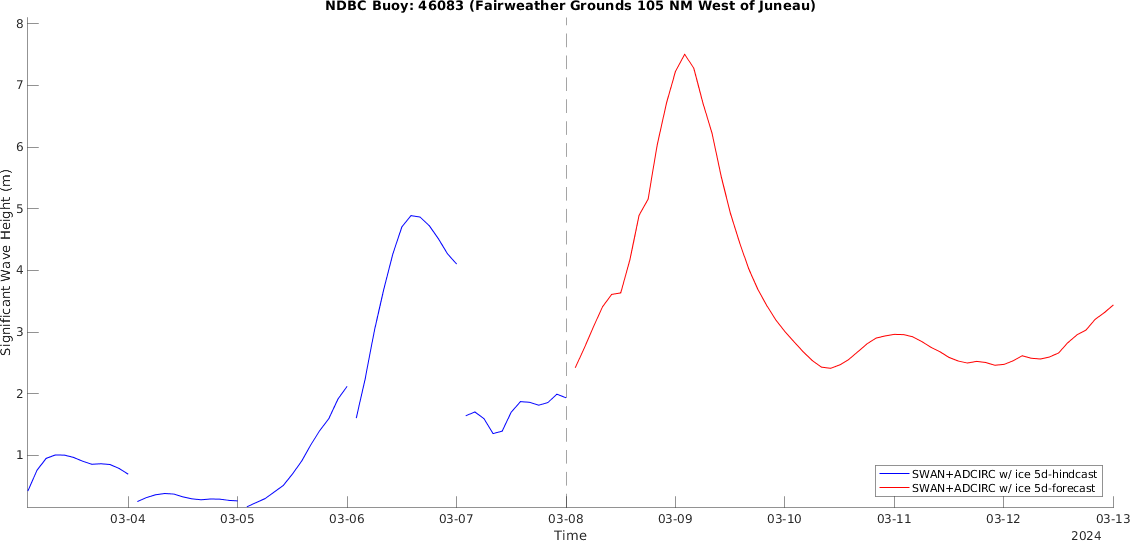 NDBC Buoy: 46083 (Fairweather Grounds 105 NM West of Juneau)
8
7
6
5
4
3
2
1
Significant Wave Height (m)
SWAN+ADCIRC w/ ice 5d-hindcast
SWAN+ADCIRC w/ ice 5d-forecast
03-04 03-05 03-06 03-07 03-08 03-09 03-10 03-11 03-12 03-13
Time
2024